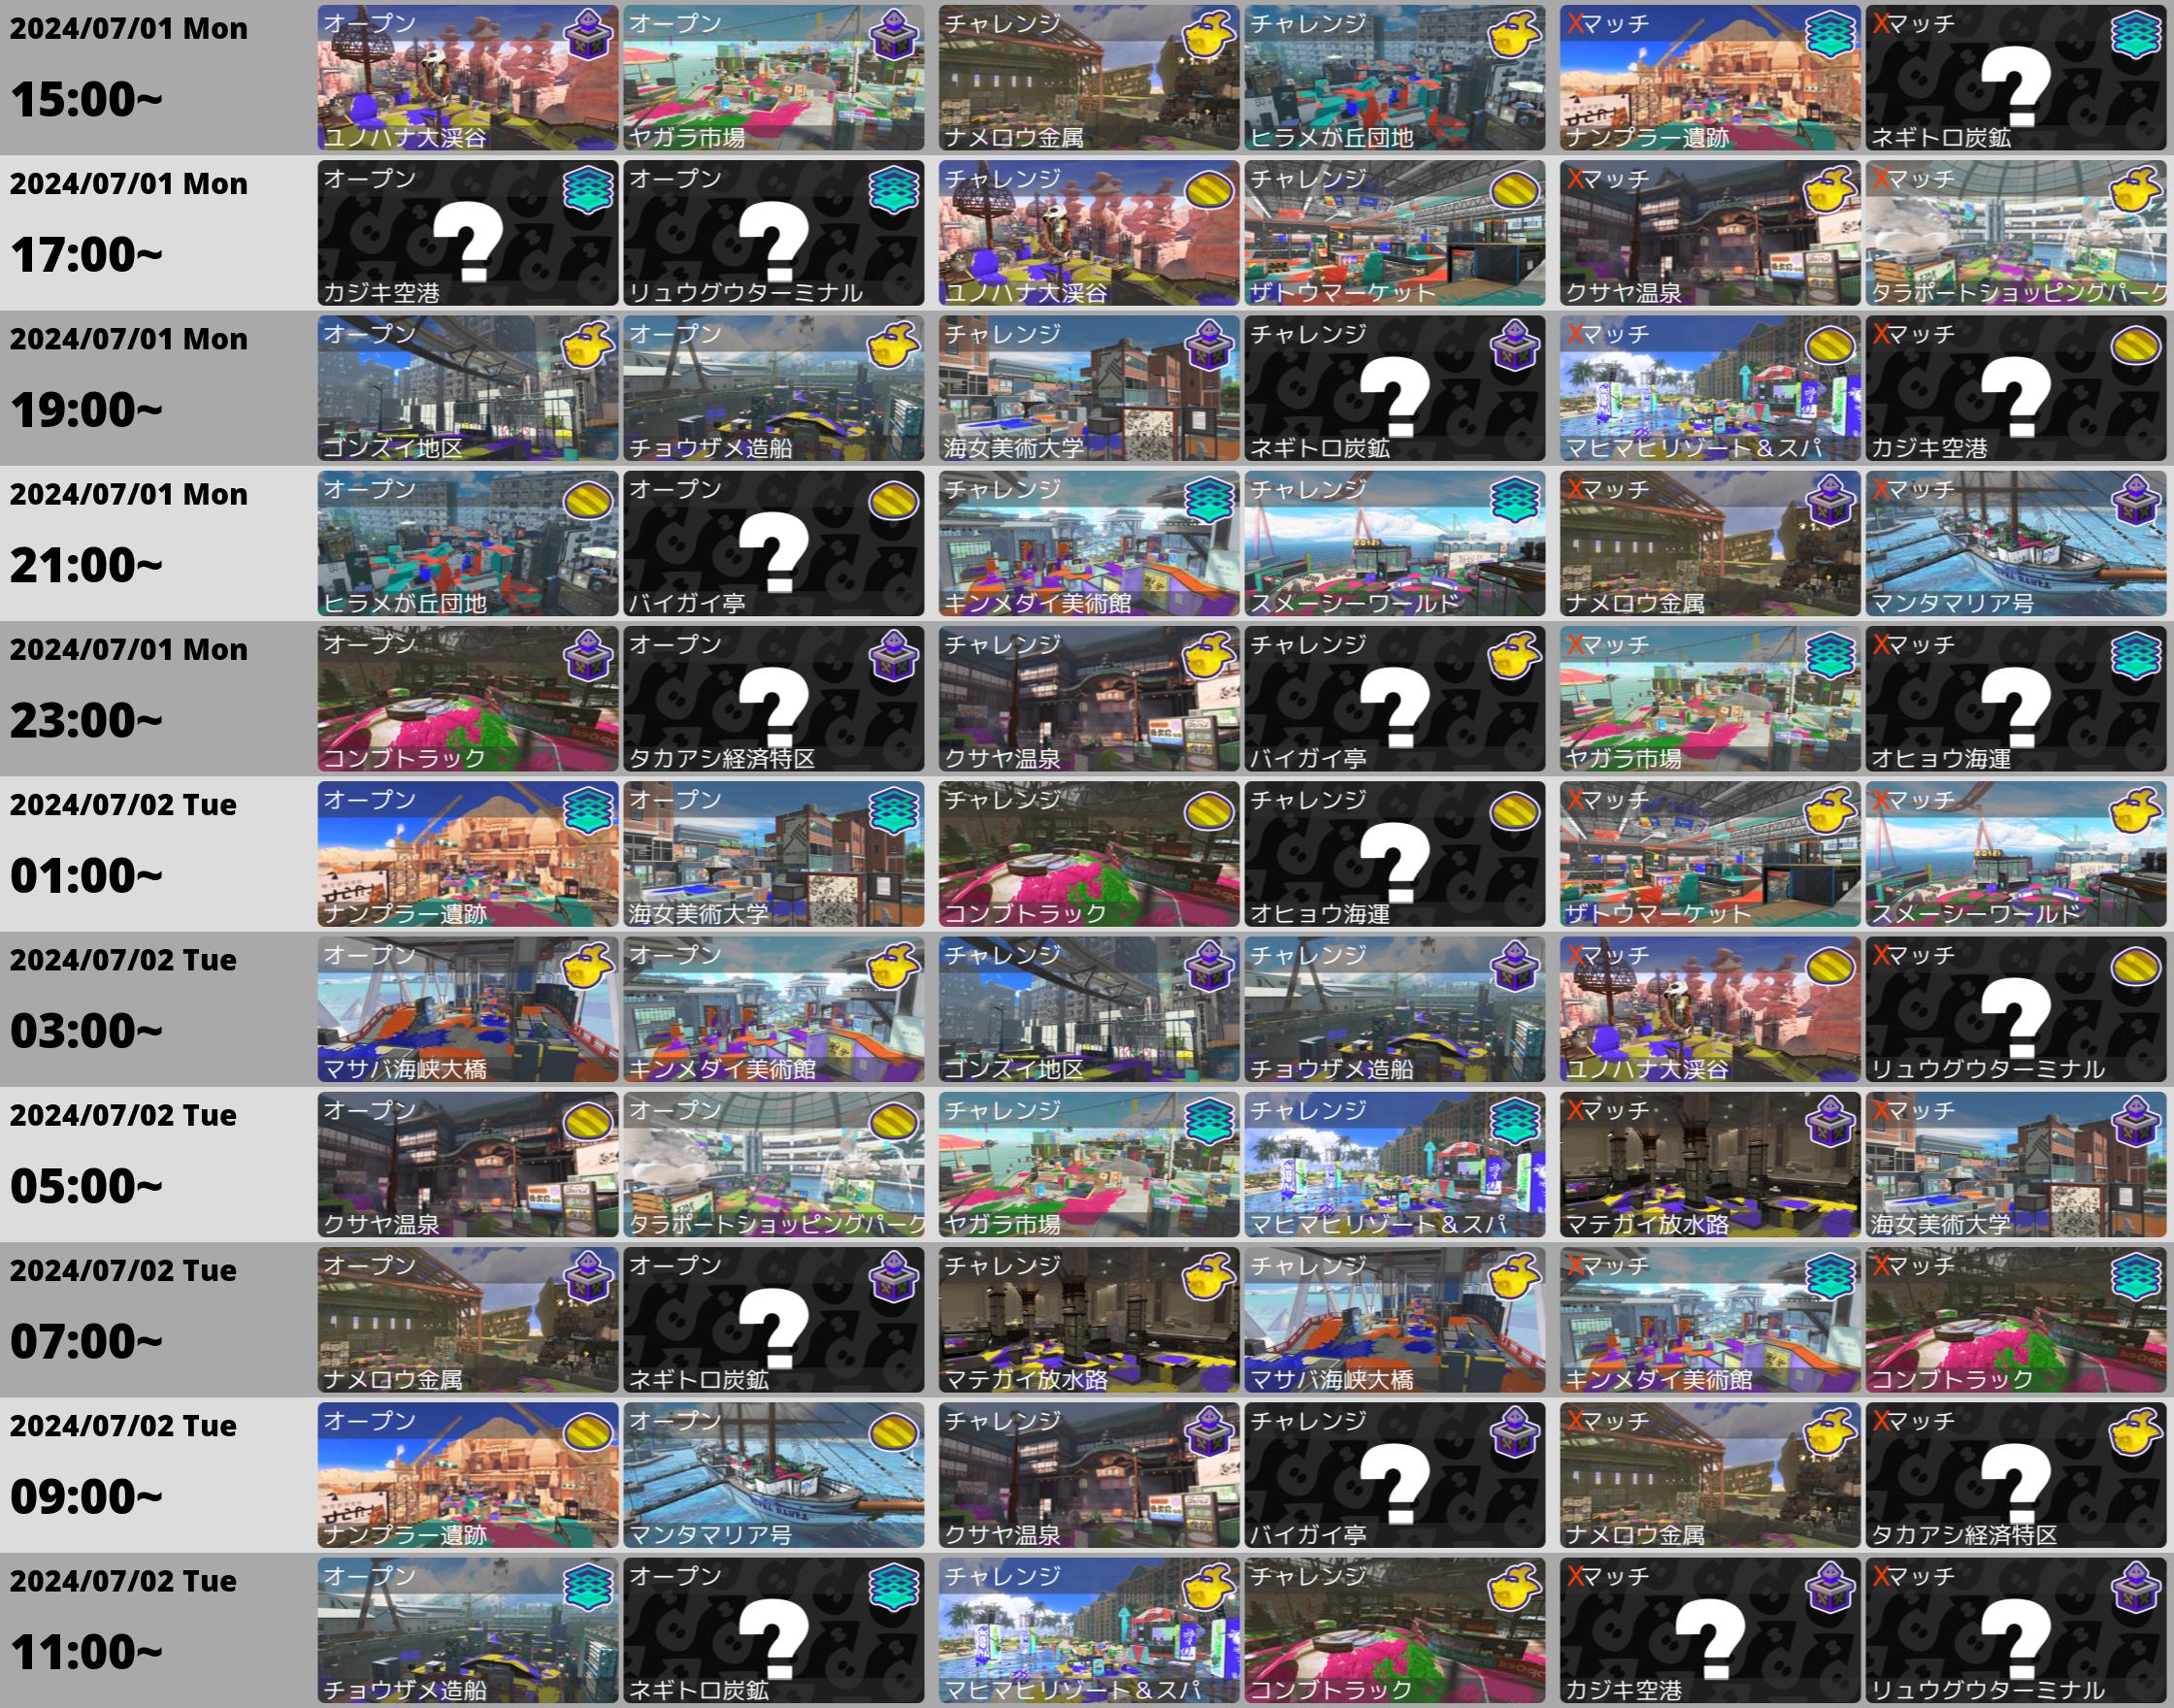 2024/07/01 Mon
15:00~
オープン オープン チャレンジ チャレンジ Xマッチ Xマッチ
ユノハナ大渓谷 ヤガラ市場 ナメロウ金属 ヒラメが丘団地 ナンプラー遺跡 ネギトロ炭鉱
2024/07/01 Mon
17:00~
オープン オープン チャレンジ チャレンジ Xマッチ Xマッチ
カジキ空港 リュウグウターミナル ユノハナ大渓谷 ザトウマーケット クサヤ温泉 タラポートショッピングパーク
2024/07/01 Mon
19:00~
オープン オープン チャレンジ チャレンジ Xマッチ Xマッチ
ゴンズイ地区 チョウザメ造船 海女美術大学 ネギトロ炭鉱 マヒマヒリゾート&スパ カジキ空港
2024/07/01 Mon
21:00~
オープン オープン チャレンジ チャレンジ Xマッチ Xマッチ
ヒラメが丘団地 バイガイ亭 キンメダイ美術館 スメーシーワールド ナメロウ金属 マンタマリア号
2024/07/01 Mon
23:00~
オープン オープン チャレンジ チャレンジ Xマッチ Xマッチ
コンブトラック タカアシ経済特区 クサヤ温泉 バイガイ亭 ヤガラ市場 オヒョウ海運
2024/07/02 Tue
01:00~
オープン オープン チャレンジ チャレンジ Xマッチ Xマッチ
ナンプラー遺跡 海女美術大学 コンブトラック オヒョウ海運 ザトウマーケット スメーシーワールド
2024/07/02 Tue
03:00~
オープン オープン チャレンジ チャレンジ Xマッチ Xマッチ
マサバ海峡大橋 キンメダイ美術館 ゴンズイ地区 チョウザメ造船 ユノハナ大渓谷 リュウグウターミナル
2024/07/02 Tue
05:00~
オープン オープン チャレンジ チャレンジ Xマッチ Xマッチ
クサヤ温泉 タラポートショッピングパーク ヤガラ市場 マヒマヒリゾート&スパ マテガイ放水路 海女美術大学
2024/07/02 Tue
07:00~
オープン オープン チャレンジ チャレンジ Xマッチ Xマッチ
ナメロウ金属 ネギトロ炭鉱 マテガイ放水路 マサバ海峡大橋 キンメダイ美術館 コンブトラック
2024/07/02 Tue
09:00~
オープン オープン チャレンジ チャレンジ Xマッチ Xマッチ
ナンプラー遺跡 マンタマリア号 クサヤ温泉 バイガイ亭 ナメロウ金属 タカアシ経済特区
2024/07/02 Tue
11:00~
オープン オープン チャレンジ チャレンジ Xマッチ Xマッチ
チョウザメ造船 ネギトロ炭鉱 マヒマヒリゾート&スパ コンブトラック カジキ空港 リュウグウターミナル